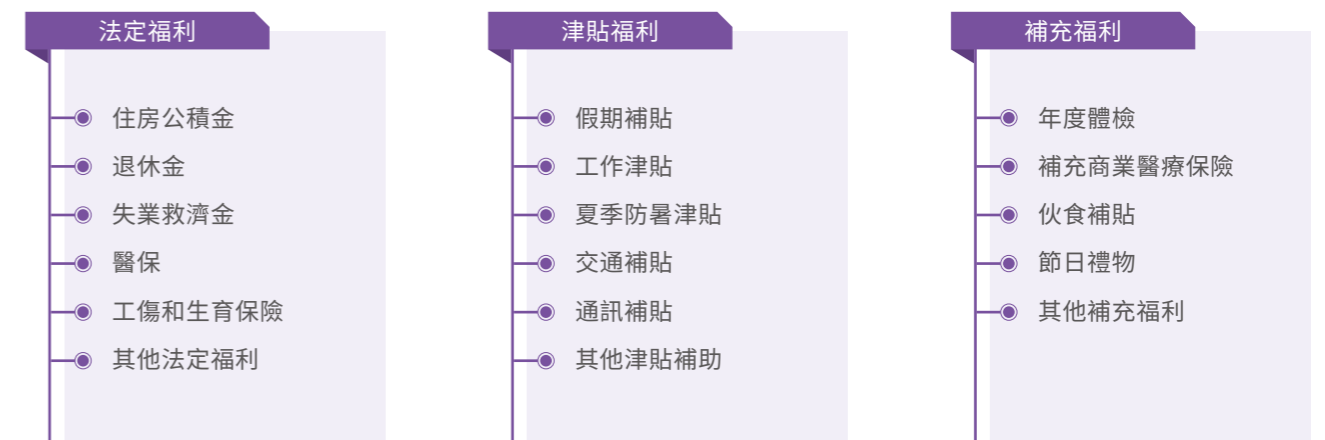 法定福利
住房公積金
退休金
失業救濟金
醫保
工傷和生育保險
其他法定福利
津貼福利
假期補貼
工作津貼
夏季防暑津貼
交通補貼
通訊補貼
其他津貼補助
補充福利
年度體檢
補充商業醫療保險
伙食補貼
節日禮物
其他補充福利